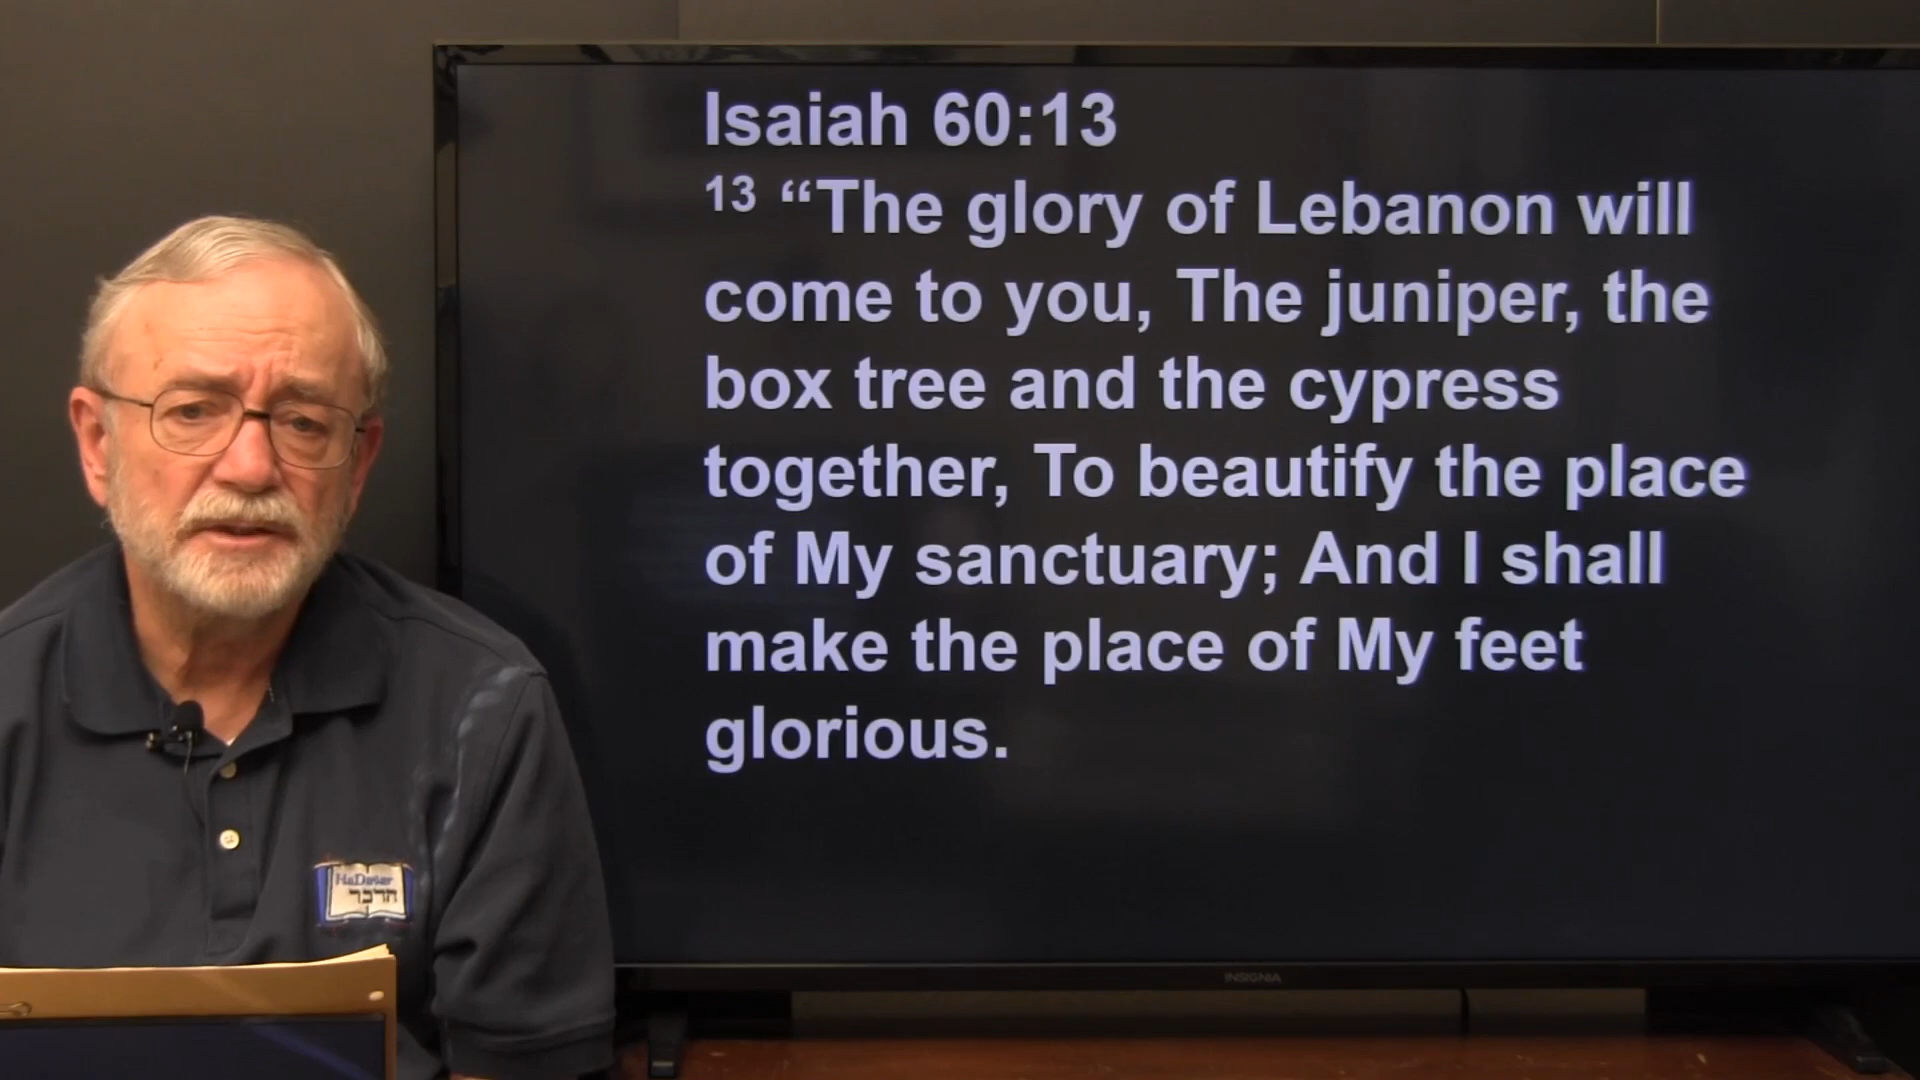 Isaiah 60:13
13 “The glory of Lebanon will
come to you, The juniper, the
box tree and the cypress
together, To beautify the place
of My sanctuary; And I shall
make the place of My feet
glorious.
HaDavar
הדבר
INSIGNIA